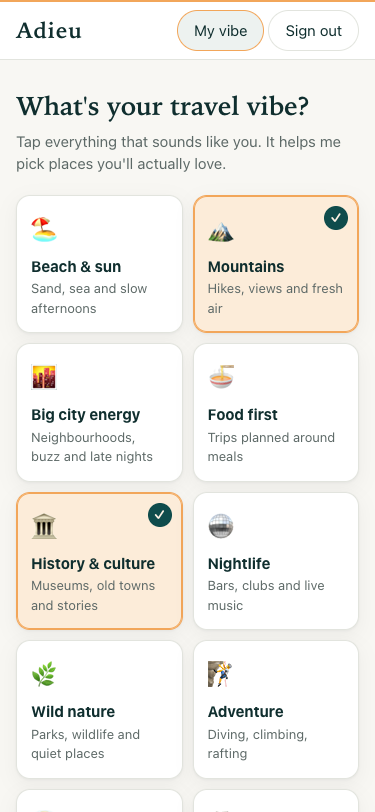 Adieu
My vibe
Sign out
What's your travel vibe?
Tap everything that sounds like you. It helps me
pick places you'll actually love.
Beach & sun
Sand, sea and slow
afternoons
Mountains
Hikes, views and fresh
air
Big city energy
Neighbourhoods,
buzz and late nights
Food first
Trips planned around
meals
History & culture
Museums, old towns
and stories
Nightlife
Bars, clubs and live
music
Wild nature
Parks, wildlife and
quiet places
Adventure
Diving, climbing,
rafting